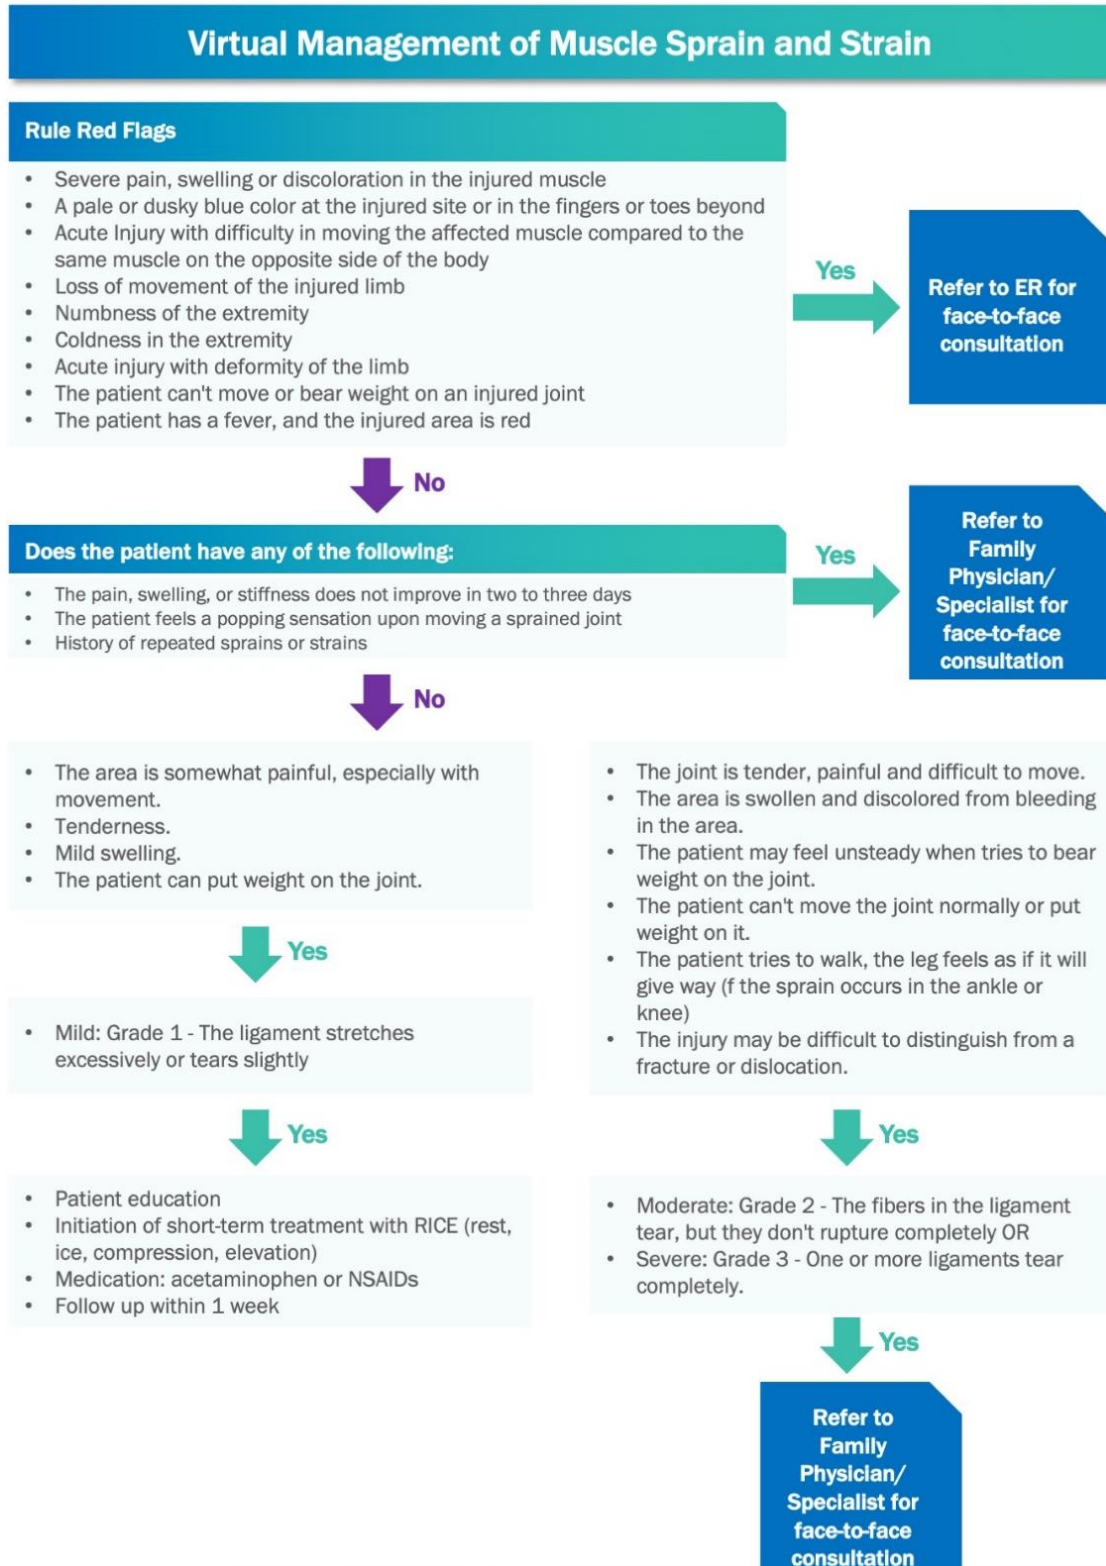 Virtual Management of Muscle Sprain and Strain
Rule Red Flags
• Severe pain, swelling or discoloration in the injured muscle
• A pale or dusky blue color at the injured site or in the fingers or toes beyond
• Acute Injury with difficulty in moving the affected muscle compared to the
same muscle on the opposite side of the body
• Loss of movement of the injured limb
• Numbness of the extremity
• Coldness in the extremity
• Acute injury with deformity of the limb
• The patient can't move or bear weight on an injured joint
• The patient has a fever, and the injured area is red
Yes
Refer to ER for
face-to-face
consultation
No
Does the patient have any of the following:
• The pain, swelling, or stiffness does not improve in two to three days
• The patient feels a popping sensation upon moving a sprained joint
• History of repeated sprains or strains
Yes
Refer to
Family
Physician/
Specialist for
face-to-face
consultation
No
• The area is somewhat painful, especially with
movement.
• Tenderness.
• Mild swelling.
• The patient can put weight on the joint.
Yes
• Mild: Grade 1 - The ligament stretches
excessively or tears slightly
Yes
• Patient education
• Initiation of short-term treatment with RICE (rest,
ice, compression, elevation)
• Medication: acetaminophen or NSAIDs
• Follow up within 1 week
• The joint is tender, painful and difficult to move.
• The area is swollen and discolored from bleeding
in the area.
• The patient may feel unsteady when tries to bear
weight on the joint.
• The patient can't move the joint normally or put
weight on it.
• The patient tries to walk, the leg feels as if it will
give way (f the sprain occurs in the ankle or
knee)
• The injury may be difficult to distinguish from a
fracture or dislocation.
Yes
• Moderate: Grade 2 - The fibers in the ligament
tear, but they don't rupture completely OR
• Severe: Grade 3 - One or more ligaments tear
completely.
Yes
Refer to
Family
Physician/
Specialist for
face-to-face
consultation